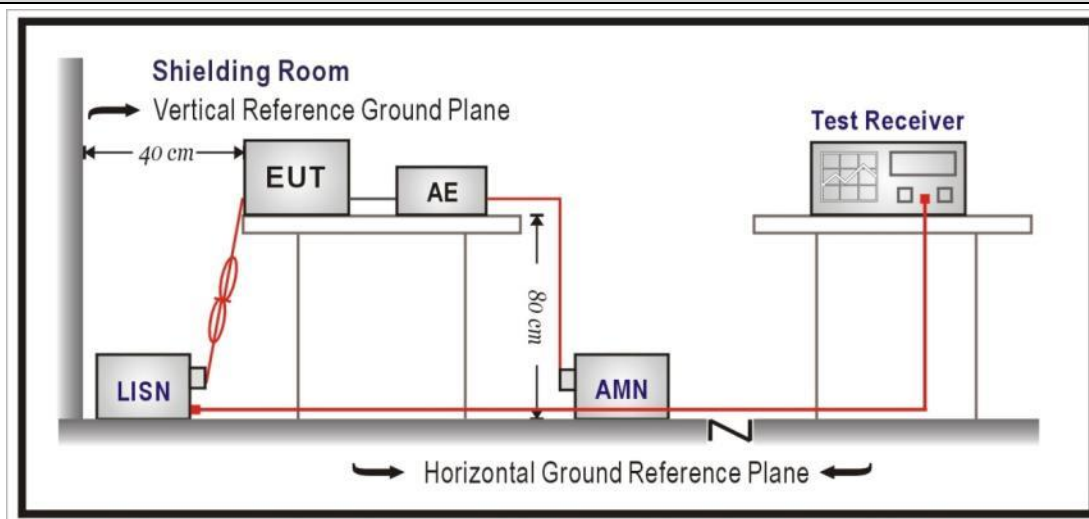 Shielding Room
Vertical Reference Ground Plane
Test Receiver
40 cm
EUT
AE
80 cm
LISN
AMN
Horizontal Ground Reference Plane